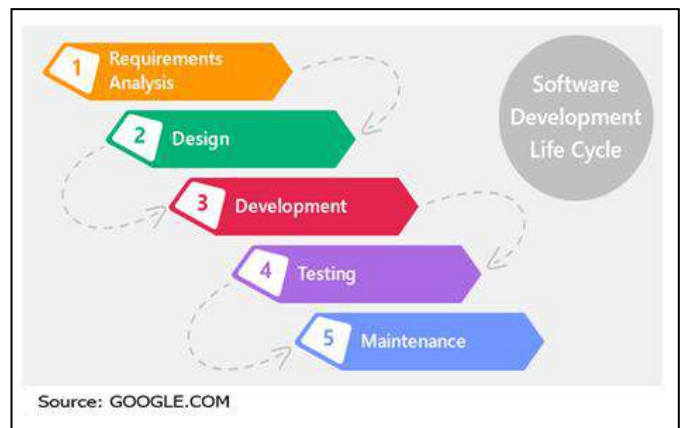 1
Requirements
Analysis
2
Design
3
Development
4
Testing
5
Maintenance
Software
Development
Life Cycle
Source: GOOGLE.COM